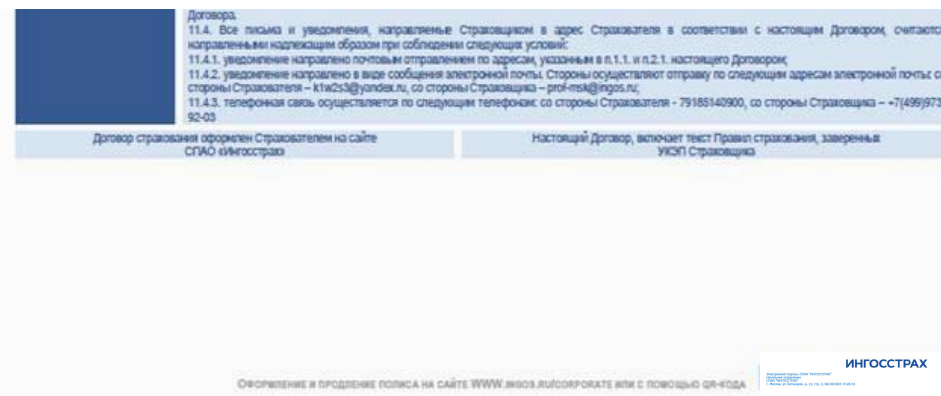 Договора.
11.4. Все письма и уведомления, направляемые Страховщиком в адрес Страхователя в соответствии с настоящим Договором, считаютс
направленными надлежащим образом при соблюдении следующих условий:
11.4.1. уведомление направлено почтовым отправлением по адресам, указанным в п.1.1. и п.2.1. настоящего Договором;
11.4.2. уведомление направлено в виде сообщения электронной почты. Стороны осуществляют отправку по следующим адресам электронной почты: с
стороны Страхователя – k1w2s3@yandex.ru, со стороны Страховщика – prof-msk@ingos.ru;
11.4.3. телефонная связь осуществляется по следующим телефонам: со стороны Страхователя - 79185140900, со стороны Страховщика – +7(499)973
92-03
Договор страхования оформлен Страхователем на сайте
СПАО «Ингосстрах»
Настоящий Договор, включает текст Правил страхования, заверенных
УКЭП Страховщика
ИНГОССТРАХ
Оформление и продление полиса на сайте www.ingos.ru/corporate или с помощью QR-кода